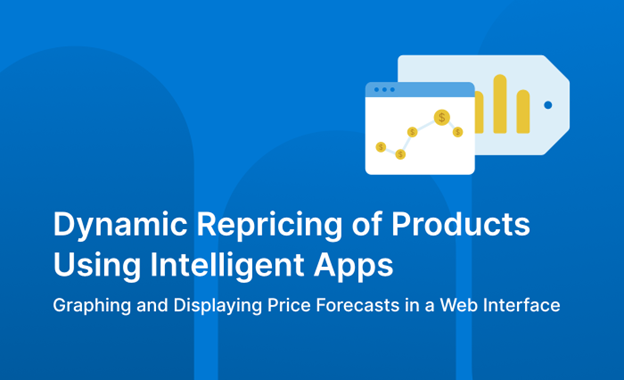 Dynamic Repricing of Products
Using Intelligent Apps
Graphing and Displaying Price Forecasts in a Web Interface
$
$
$
$
$